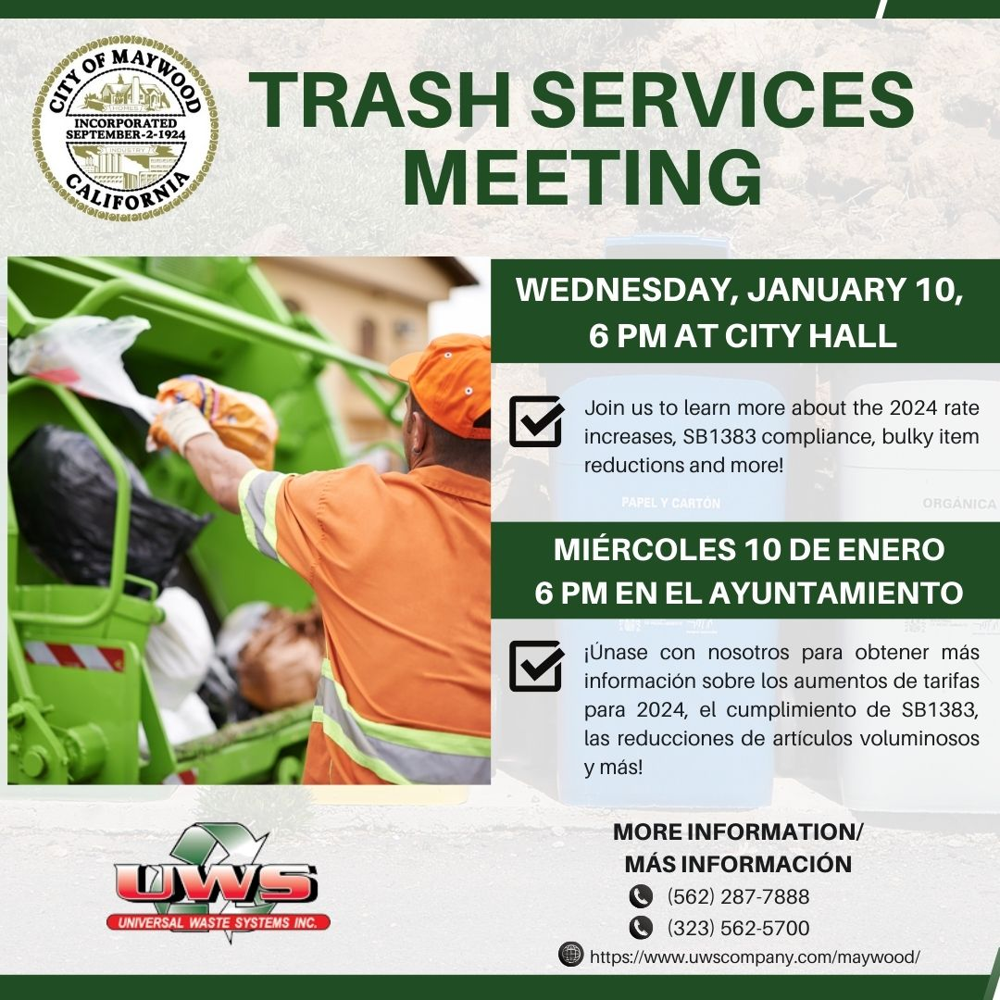 CITY OF MAYWOOD
HOMES
INCORPORATED
SEPTEMBER-2-1924
INDUSTRY
CALIFORNIA
TRASH SERVICES
MEETING
WEDNESDAY, JANUARY 10,
6 PM AT CITY HALL
Join us to learn more about the 2024 rate
increases, SB1383 compliance, bulky item
reductions and more!
PAPEL Y CARTÓN
ORGÁNICA
MIÉRCOLES 10 DE ENERO
6 PM EN EL AYUNTAMIENTO
¡Únase con nosotros para obtener más
información sobre los aumentos de tarifas
para 2024, el cumplimiento de SB1383,
las reducciones de artículos voluminosos
y más!
UWS
UNIVERSAL WASTE SYSTEMS INC.
MORE INFORMATION/
MÁS INFORMACIÓN
(562) 287-7888
(323) 562-5700
https://www.uwscompany.com/maywood/